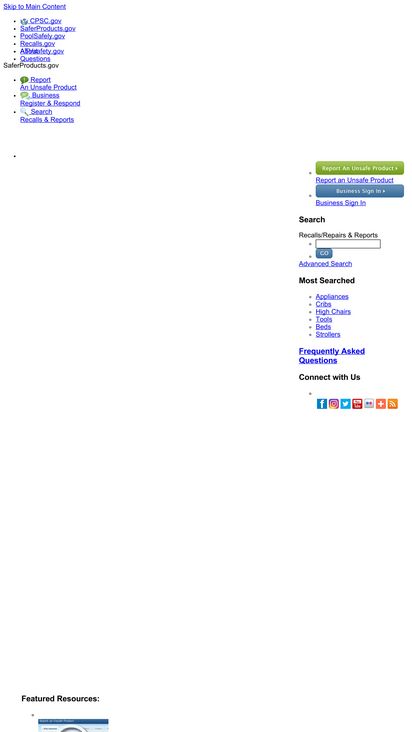 Skip to Main Content
CPSC.gov
SaferProducts.gov
PoolSafety.gov
Recalls.gov
ATVsafety.gov
Questions
SaferProducts.gov
Report
An Unsafe Product
Business
Register & Respond
Search
Recalls & Reports
Report An Unsafe Product
Report an Unsafe Product
Business Sign In
Business Sign In
Search
Recalls/Repairs & Reports
GO
Advanced Search
Most Searched
Appliances
Cribs
High Chairs
Tools
Beds
Strollers
Frequently Asked
Questions
Connect with Us
Featured Resources: